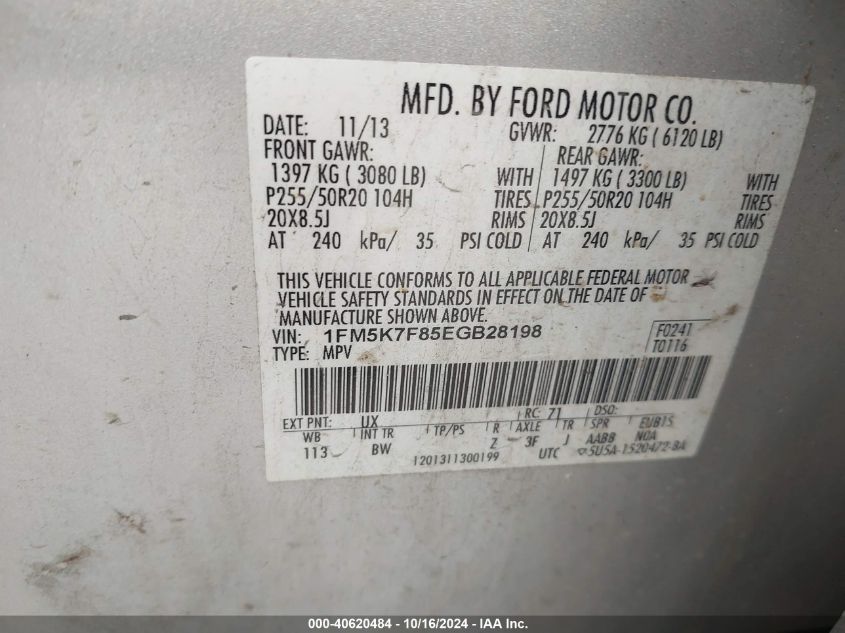 MFD. BY FORD MOTOR CO.
DATE: 11/13 GVWR: 2776 KG ( 6120 LB)
FRONT GAWR: REAR GAWR:
1397 KG ( 3080 LB) WITH 1497 KG ( 3300 LB) WITH
P255/50R20 104H TIRES P255/50R20 104H TIRES
20X8.5J RIMS 20X8.5J RIMS
AT 240 kPa/ 35 PSI COLD AT 240 kPa/ 35 PSI COLD
THIS VEHICLE CONFORMS TO ALL APPLICABLE FEDERAL MOTOR
VEHICLE SAFETY STANDARDS IN EFFECT ON THE DATE OF
MANUFACTURE SHOWN ABOVE.
VIN: 1FM5K7F85EGB28198 F0241
TYPE: MPV T0116
EXT PNT: UX RC: 71 DSO:
WB INT TR TP/PS R AXLE TR SPR EUB15
113 BW Z 3F J AABB NOA
1201311300199 UTC 5U5A-1520472-BA
000-40620484 - 10/16/2024 - IAA Inc.